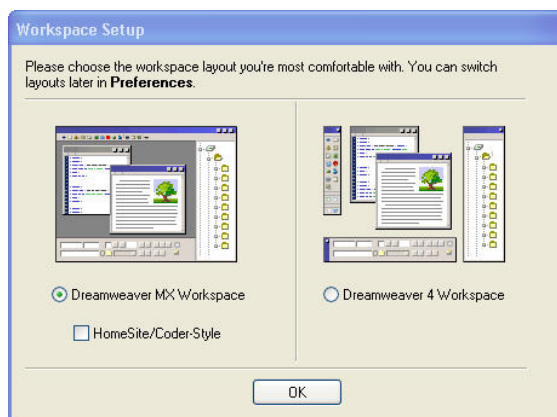 Workspace Setup
Please choose the workspace layout you're most comfortable with. You can switch
layouts later in Preferences.
Dreamweaver MX Workspace
Dreamweaver 4 Workspace
HomeSite/Coder-Style
OK